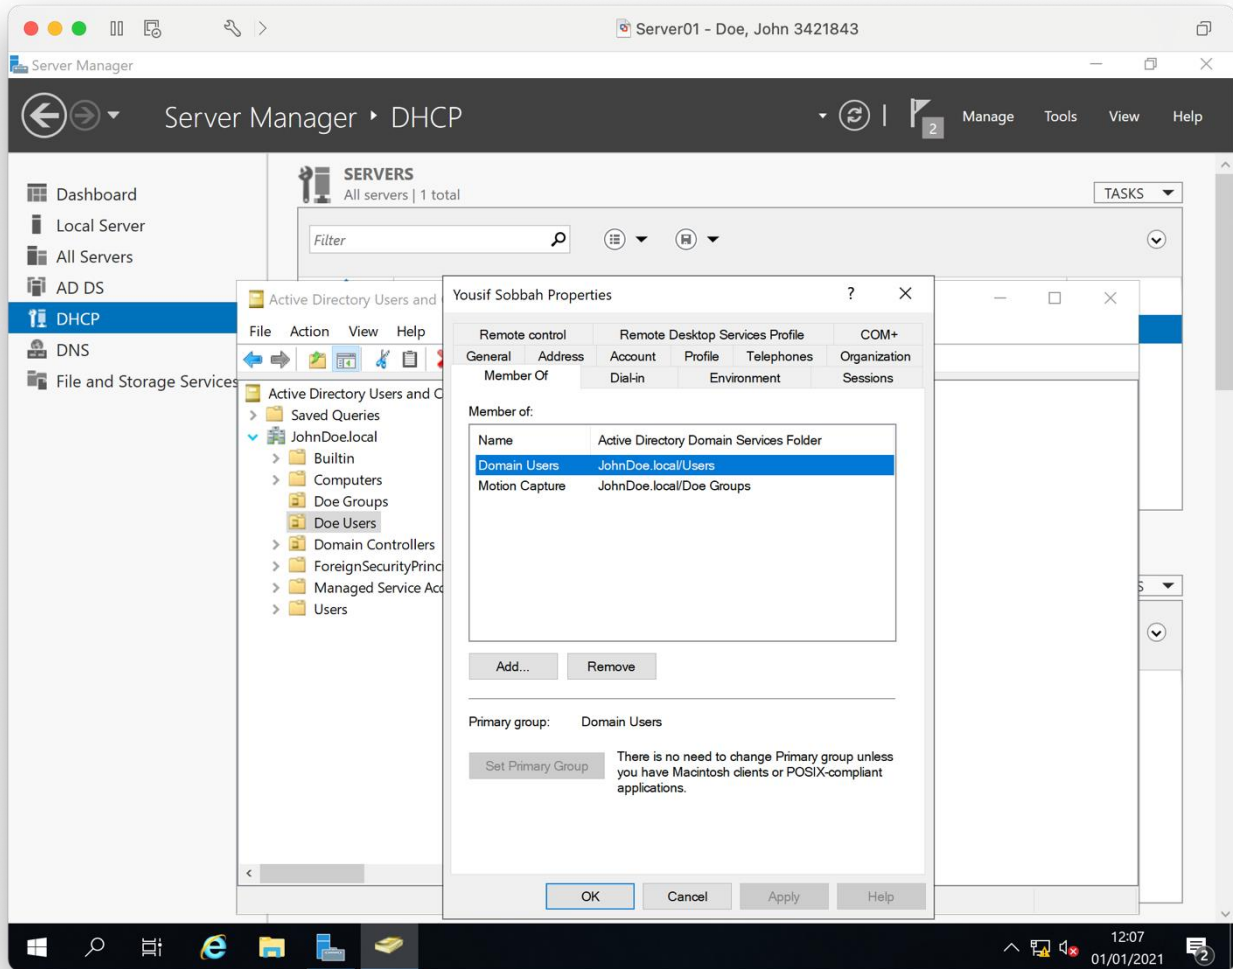 Server01 - Doe, John 3421843
Server Manager
Server Manager ‣ DHCP
2
Manage
Tools
View
Help
Dashboard
Local Server
All Servers
AD DS
DHCP
DNS
File and Storage Services
SERVERS
All servers | 1 total
TASKS
Filter
Active Directory Users and
File Action View Help
Active Directory Users and C
Saved Queries
JohnDoe.local
Builtin
Computers
Doe Groups
Doe Users
Domain Controllers
ForeignSecurityPrinc
Managed Service Acc
Users
Yousif Sobbah Properties
?
Remote control
Remote Desktop Services Profile
COM+
General
Address
Account
Profile
Telephones
Organization
Member Of
Dial-in
Environment
Sessions
Member of:
Name Active Directory Domain Services Folder
Domain Users JohnDoe.local/Users
Motion Capture JohnDoe.local/Doe Groups
Add...
Remove
Primary group: Domain Users
Set Primary Group
There is no need to change Primary group unless
you have Macintosh clients or POSIX-compliant
applications.
OK
Cancel
Apply
Help
12:07
01/01/2021
2